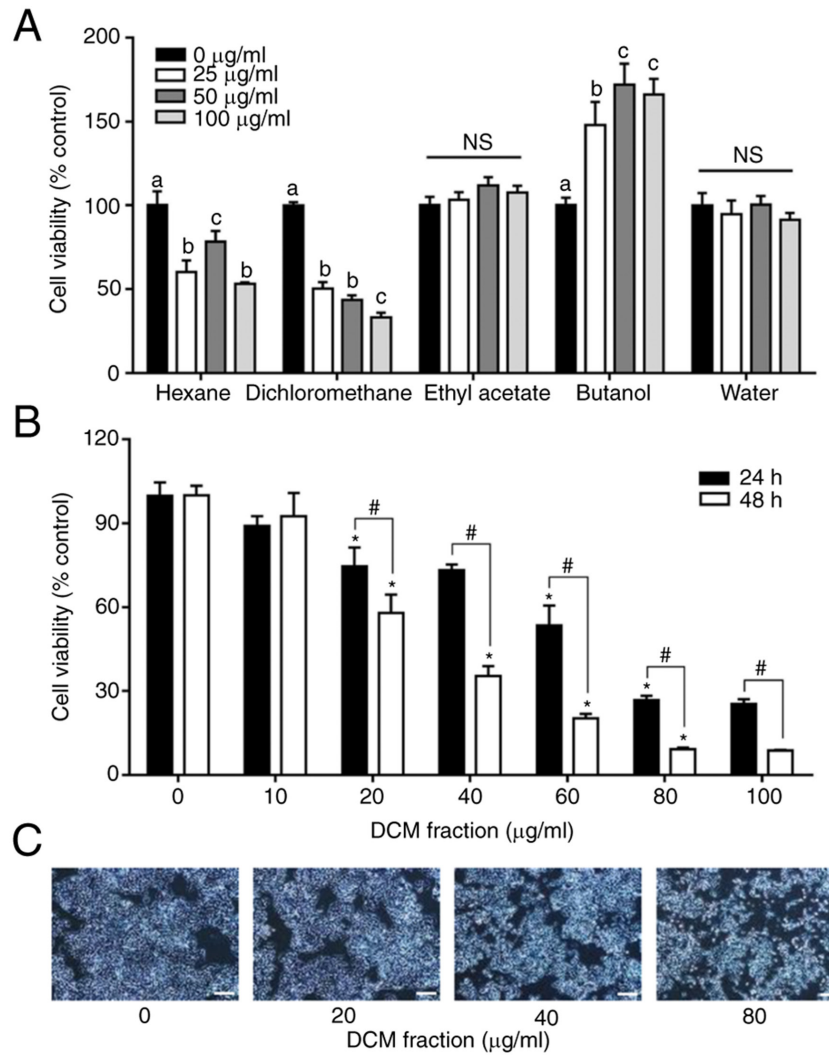 A
Cell viability (% control)
200
150
100
50
0
0 µg/ml
25 µg/ml
50 µg/ml
100 µg/ml
a
b
c
b
a
b
b
c
NS
a
b
c
c
NS
Hexane Dichloromethane Ethyl acetate Butanol Water
B
Cell viability (% control)
120
90
60
30
0
24 h
48 h
* # *
# *
* # *
* # *
#
0 10 20 40 60 80 100
DCM fraction (µg/ml)
C
0 20 40 80
DCM fraction (µg/ml)